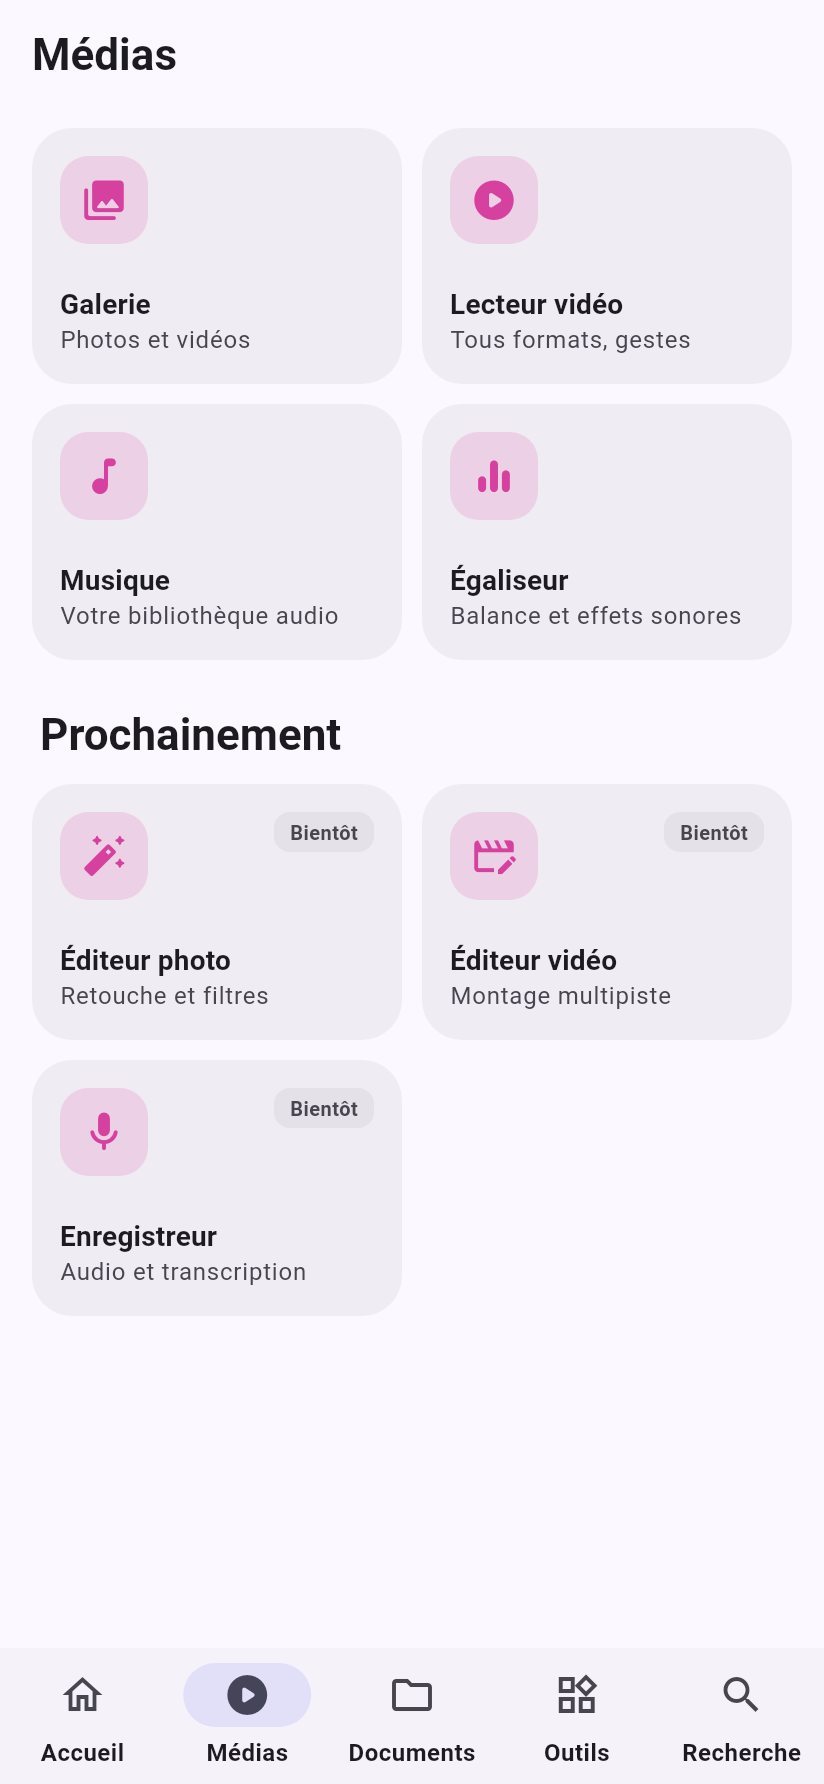 Médias
Galerie
Photos et vidéos
Lecteur vidéo
Tous formats, gestes
Musique
Votre bibliothèque audio
Égaliseur
Balance et effets sonores
Prochainement
Bientôt
Éditeur photo
Retouche et filtres
Bientôt
Éditeur vidéo
Montage multipiste
Bientôt
Enregistreur
Audio et transcription
Accueil
Médias
Documents
Outils
Recherche